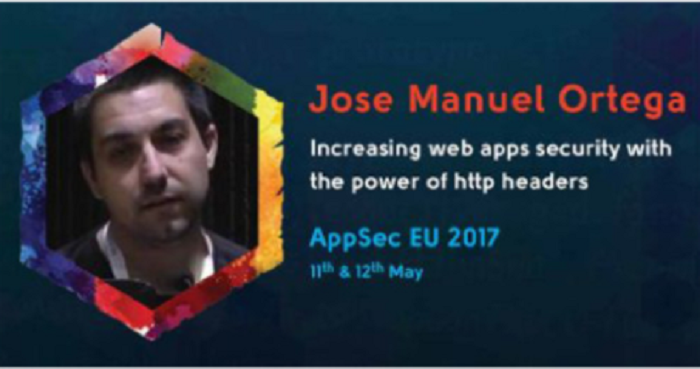 Jose Manuel Ortega
Increasing web apps security with
the power of http headers
AppSec EU 2017
11th & 12th May